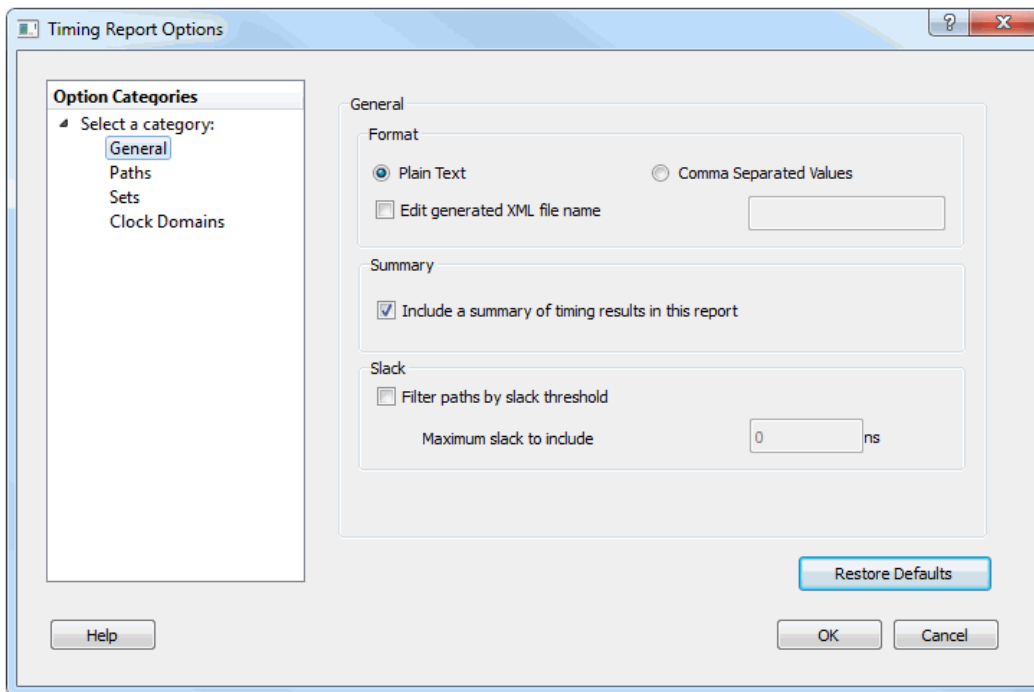 Timing Report Options
Option Categories
Select a category:
General
Paths
Sets
Clock Domains
General
Format
Plain Text
Comma Separated Values
Edit generated XML file name
Summary
Include a summary of timing results in this report
Slack
Filter paths by slack threshold
Maximum slack to include
0
ns
Restore Defaults
Help
OK
Cancel